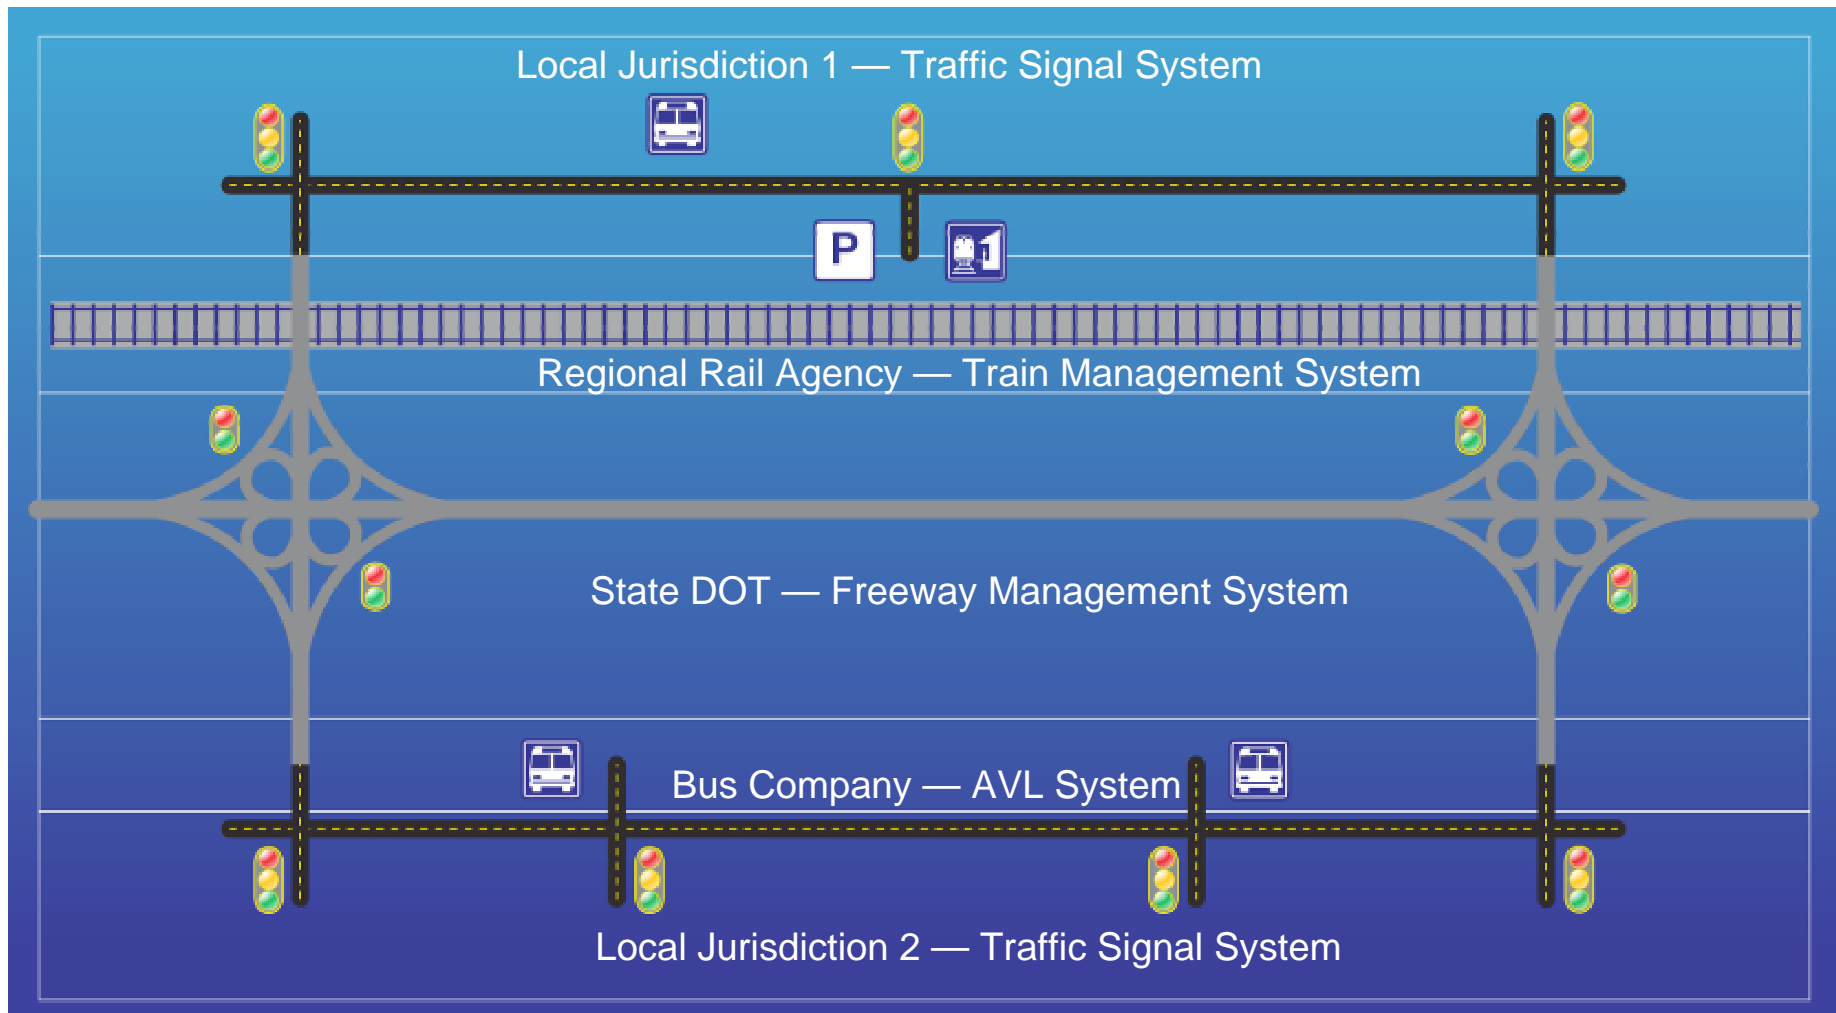 Local Jurisdiction 1 — Traffic Signal System
P
Regional Rail Agency — Train Management System
State DOT — Freeway Management System
Bus Company — AVL System
Local Jurisdiction 2 — Traffic Signal System